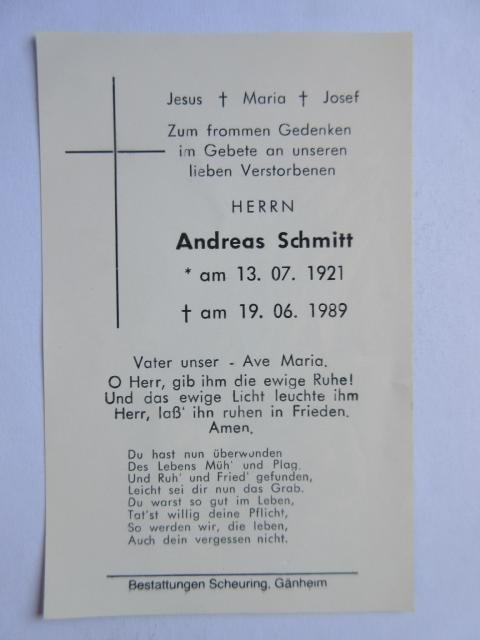 Jesus † Maria † Josef
Zum frommen Gedenken
im Gebete an unseren
lieben Verstorbenen
HERRN
Andreas Schmitt
* am 13. 07. 1921
† am 19. 06. 1989
Vater unser - Ave Maria.
O Herr, gib ihm die ewige Ruhe!
Und das ewige Licht leuchte ihm
Herr, laß' ihn ruhen in Frieden.
Amen.
Du hast nun überwunden
Des Lebens Müh' und Plag.
Und Ruh' und Fried' gefunden,
Leicht sei dir nun das Grab.
Du warst so gut im Leben,
Tat'st willig deine Pflicht,
So werden wir, die leben,
Auch dein vergessen nicht.
Bestattungen Scheuring, Gänheim